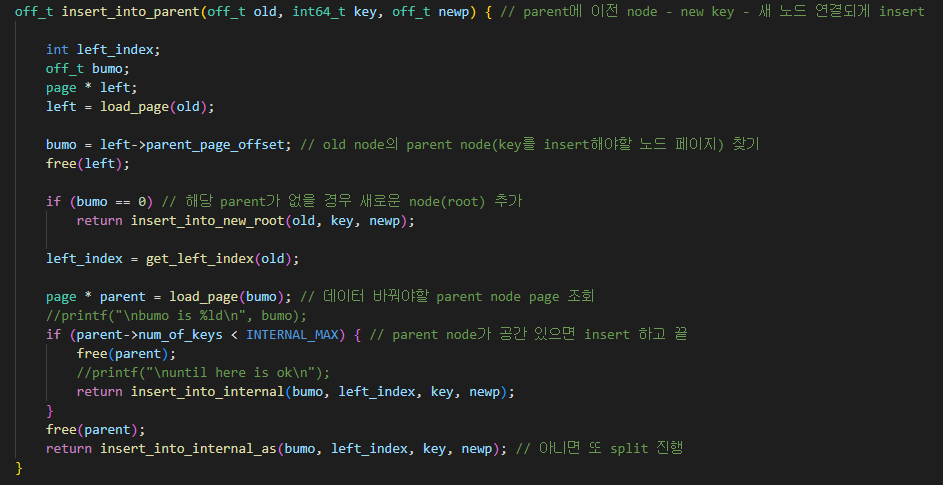 off_t insert_into_parent(off_t old, int64_t key, off_t newp) { // parent에 이전 node - new key - 새 노드 연결되게 insert
int left_index;
off_t bumo;
page * left;
left = load_page(old);
bumo = left->parent_page_offset; // old node의 parent node(key를 insert해야할 노드 페이지) 찾기
free(left);
if (bumo == 0) // 해당 parent가 없을 경우 새로운 node(root) 추가
return insert_into_new_root(old, key, newp);
left_index = get_left_index(old);
page * parent = load_page(bumo); // 데이터 바꿔야할 parent node page 조회
//printf("\nbumo is %ld\n", bumo);
if (parent->num_of_keys < INTERNAL_MAX) { // parent node가 공간 있으면 insert 하고 끝
free(parent);
//printf("\nuntil here is ok\n");
return insert_into_internal(bumo, left_index, key, newp);
}
free(parent);
return insert_into_internal_as(bumo, left_index, key, newp); // 아니면 또 split 진행
}